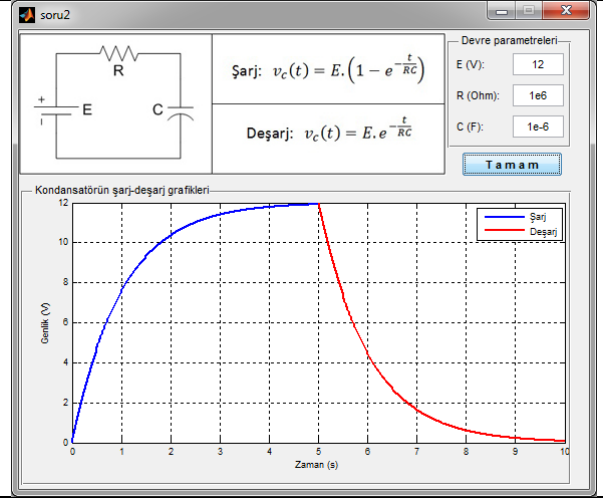 soru2
R
+
E
-
C
Şarj: v_c(t) = E.(1 − e^{−t/RC})
Deşarj: v_c(t) = E.e^{−t/RC}
Devre parametreleri
E (V): 12
R (Ohm): 1e6
C (F): 1e-6
Tamam
Kondansatörün şarj-deşarj grafikleri
Şarj
Deşarj
12
10
8
6
4
2
0
Genlik (V)
0 1 2 3 4 5 6 7 8 9 10
Zaman (s)